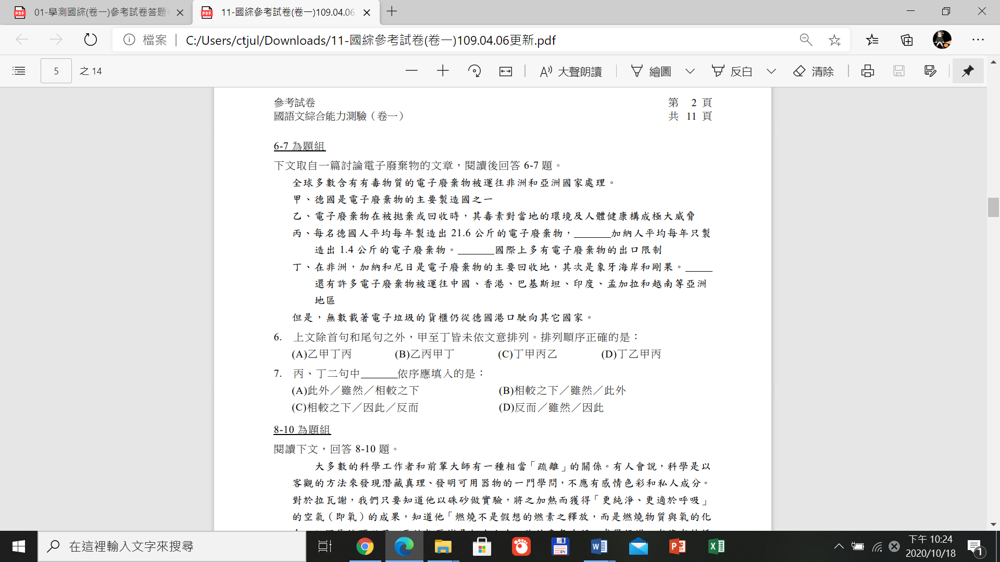 01-學測國綜(卷一)參考試卷答題
11-國綜參考試卷(卷一)109.04.06
檔案
C:/Users/ctjul/Downloads/11-國綜參考試卷(卷一)109.04.06更新.pdf
5 之 14
大聲朗讀 繪圖 反白 清除
參考試卷 第 2 頁
國語文綜合能力測驗（卷一） 共 11 頁
6-7 為題組
下文取自一篇討論電子廢棄物的文章，閱讀後回答 6-7 題。
全球多數含有有毒物質的電子廢棄物被運往非洲和亞洲國家處理。
甲、德國是電子廢棄物的主要製造國之一
乙、電子廢棄物在被拋棄或回收時，其毒素對當地的環境及人體健康構成極大威脅
丙、每名德國人平均每年製造出 21.6 公斤的電子廢棄物，______加納人平均每年只製
造出 1.4 公斤的電子廢棄物。______國際上多有電子廢棄物的出口限制
丁、在非洲，加納和尼日是電子廢棄物的主要回收地，其次是象牙海岸和剛果。_____
還有許多電子廢棄物被運往中國、香港、巴基斯坦、印度、孟加拉和越南等亞洲
地區
但是，無數載著電子垃圾的貨櫃仍從德國港口駛向其它國家。
6. 上文除首句和尾句之外，甲至丁皆未依文意排列。排列順序正確的是：
(A)乙甲丁丙 (B)乙丙甲丁 (C)丁甲丙乙 (D)丁乙甲丙
7. 丙、丁二句中______依序應填入的是：
(A)此外／雖然／相較之下 (B)相較之下／雖然／此外
(C)相較之下／因此／反而 (D)反而／雖然／因此
8-10 為題組
閱讀下文，回答 8-10 題。
大多數的科學工作者和前輩大師有一種相當「疏離」的關係。有人會說，科學是以
客觀的方法來發現潛藏真理、發明可用器物的一門學問，不應有感情色彩和私人成分。
對於拉瓦謝，我們只要知道他以硃砂做實驗，將之加熱而獲得「更純淨、更適於呼吸」
的空氣（即氧）的成果，知道他「燃燒不是假想的燃素之釋放，而是燃燒物質與氧的化
在這裡輸入文字來搜尋
下午 10:24
2020/10/18
1